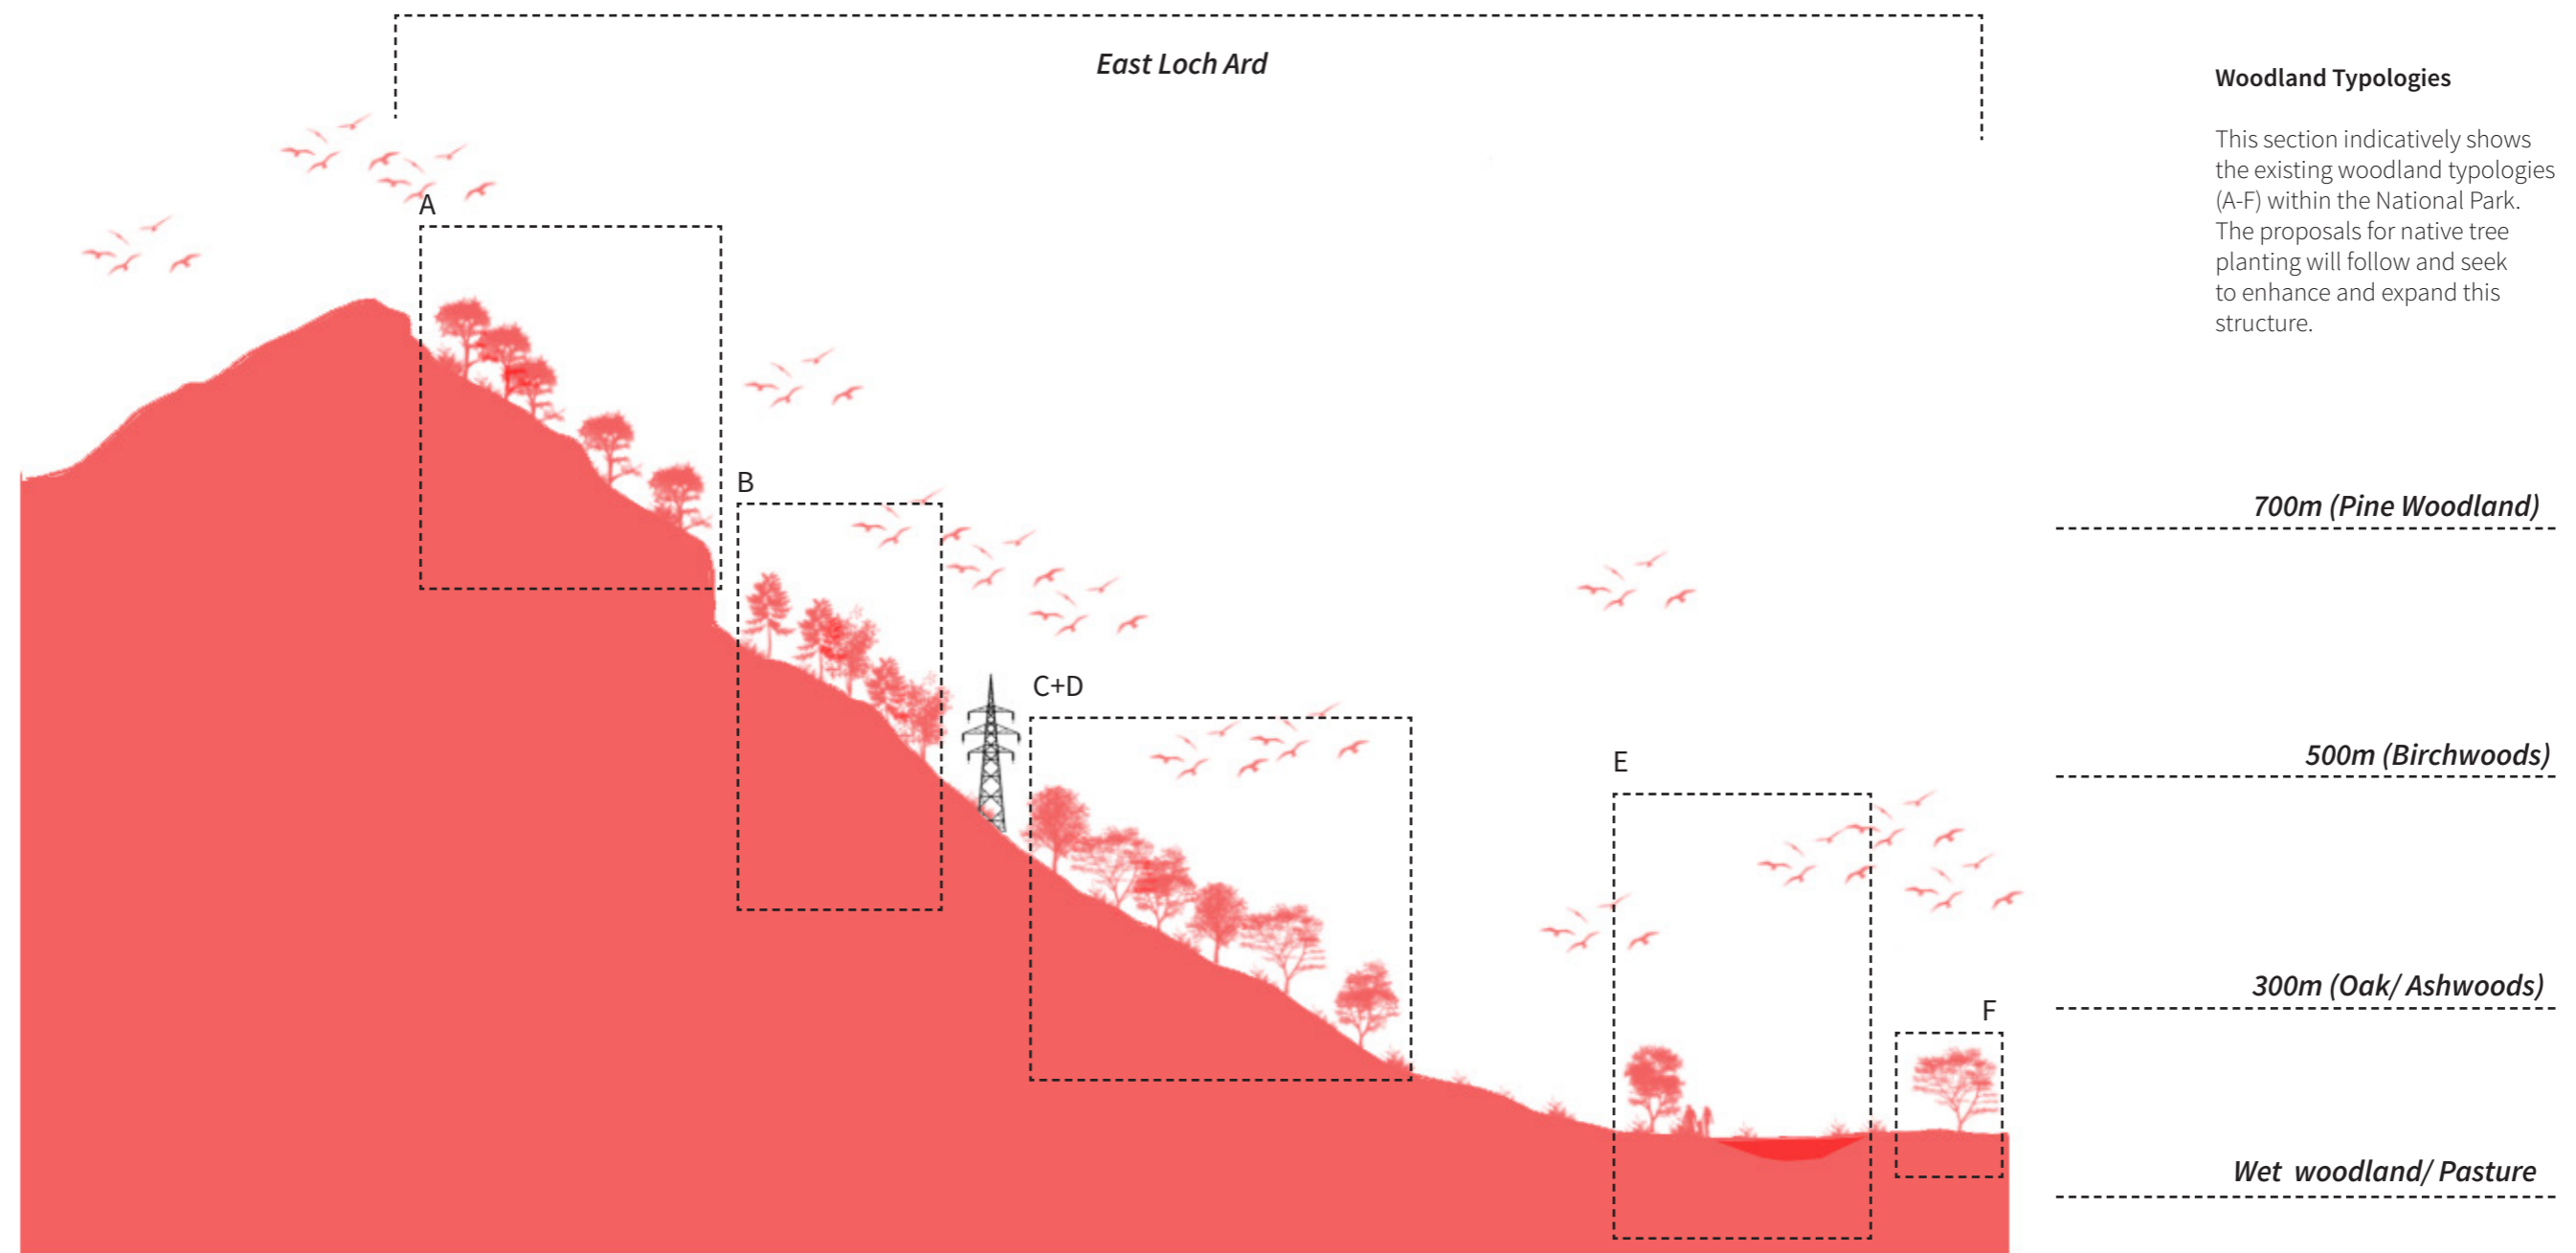 East Loch Ard
Woodland Typologies
This section indicatively shows
the existing woodland typologies
(A-F) within the National Park.
The proposals for native tree
planting will follow and seek
to enhance and expand this
structure.
A
B
700m (Pine Woodland)
C+D
E
500m (Birchwoods)
300m (Oak/ Ashwoods)
F
Wet woodland/ Pasture